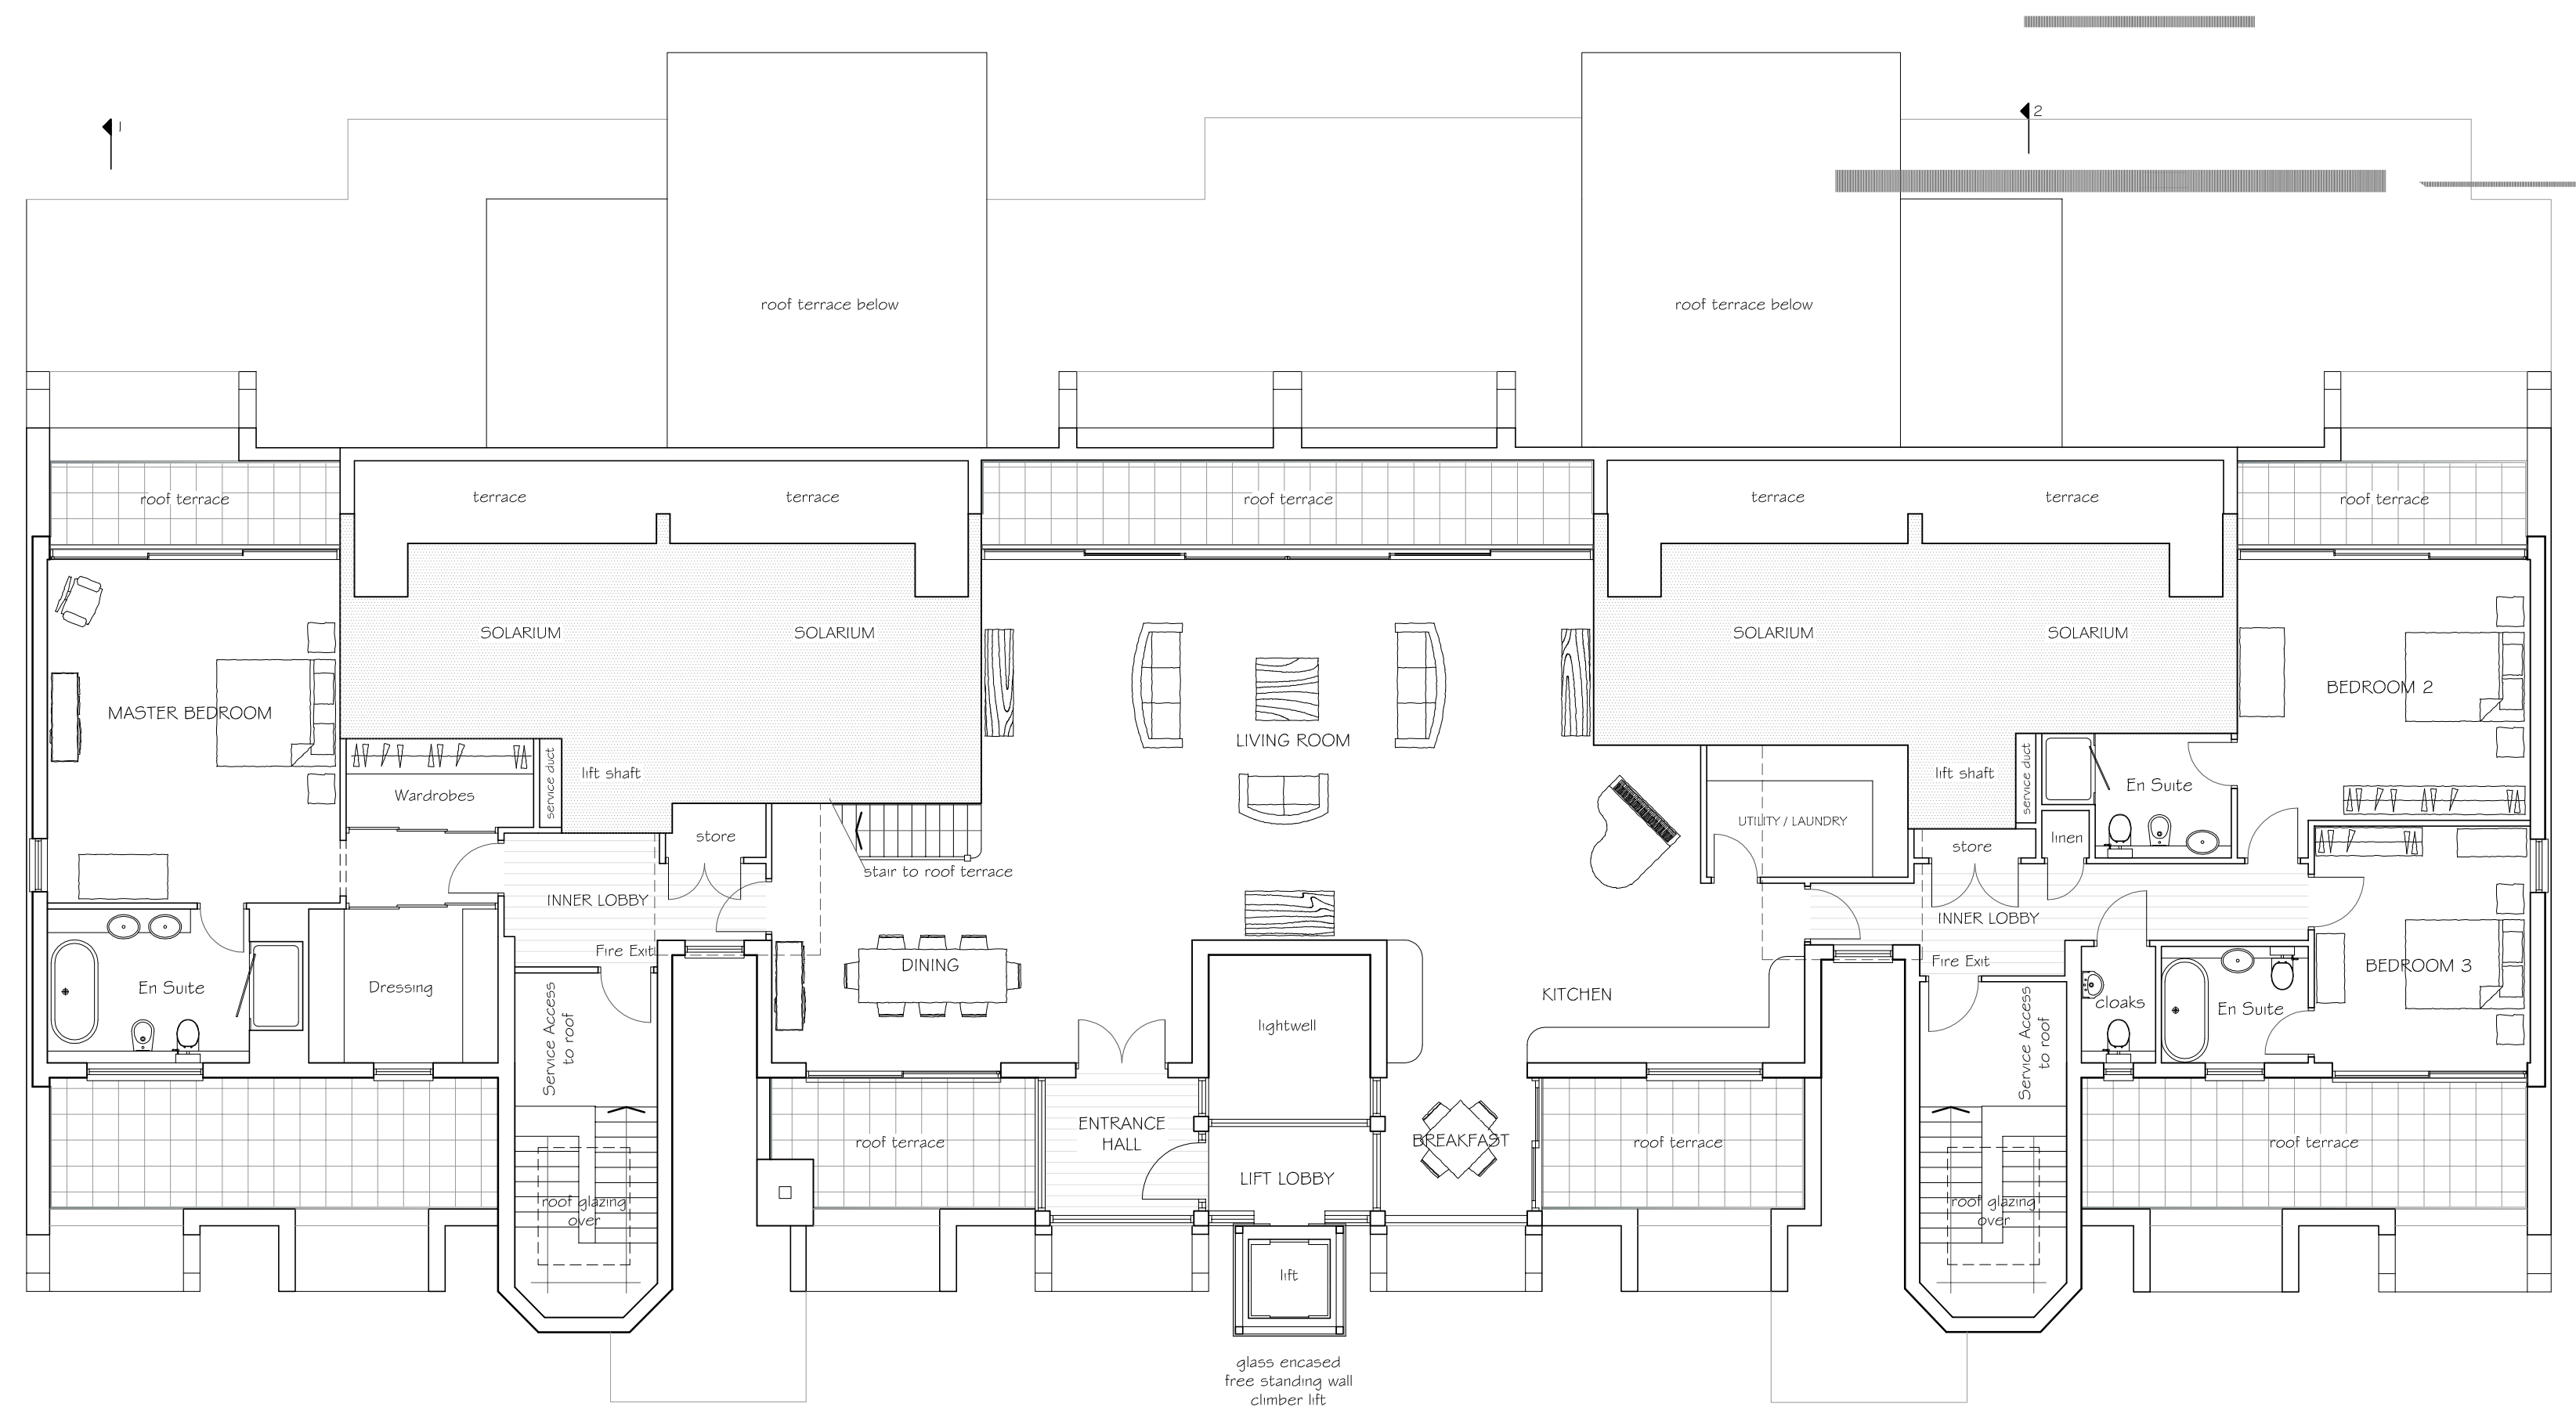 1
2
roof terrace below
roof terrace below
roof terrace
terrace
terrace
roof terrace
terrace
terrace
roof terrace
SOLARIUM
SOLARIUM
SOLARIUM
SOLARIUM
MASTER BEDROOM
LIVING ROOM
BEDROOM 2
Wardrobes
service duct
lift shaft
store
stair to roof terrace
UTILITY / LAUNDRY
lift shaft
service duct
En Suite
linen
store
INNER LOBBY
Fire Exit
INNER LOBBY
Fire Exit
En Suite
Dressing
Service Access
to roof
DINING
lightwell
KITCHEN
Service Access
to roof
cloaks
En Suite
BEDROOM 3
roof terrace
ENTRANCE
HALL
LIFT LOBBY
BREAKFAST
roof terrace
roof terrace
roof glazing
over
roof glazing
over
lift
glass encased
free standing wall
climber lift